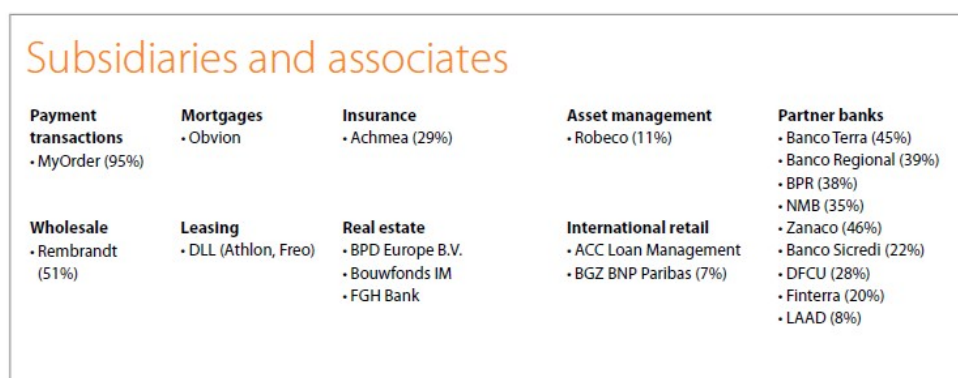 Subsidiaries and associates
Payment
transactions
• MyOrder (95%)
Mortgages
• Obvion
Insurance
• Achmea (29%)
Asset management
• Robeco (11%)
Partner banks
• Banco Terra (45%)
• Banco Regional (39%)
• BPR (38%)
• NMB (35%)
• Zanaco (46%)
• Banco Sicredi (22%)
• DFCU (28%)
• Finterra (20%)
• LAAD (8%)
Wholesale
• Rembrandt
(51%)
Leasing
• DLL (Athlon, Freo)
Real estate
• BPD Europe B.V.
• Bouwfonds IM
• FGH Bank
International retail
• ACC Loan Management
• BGZ BNP Paribas (7%)